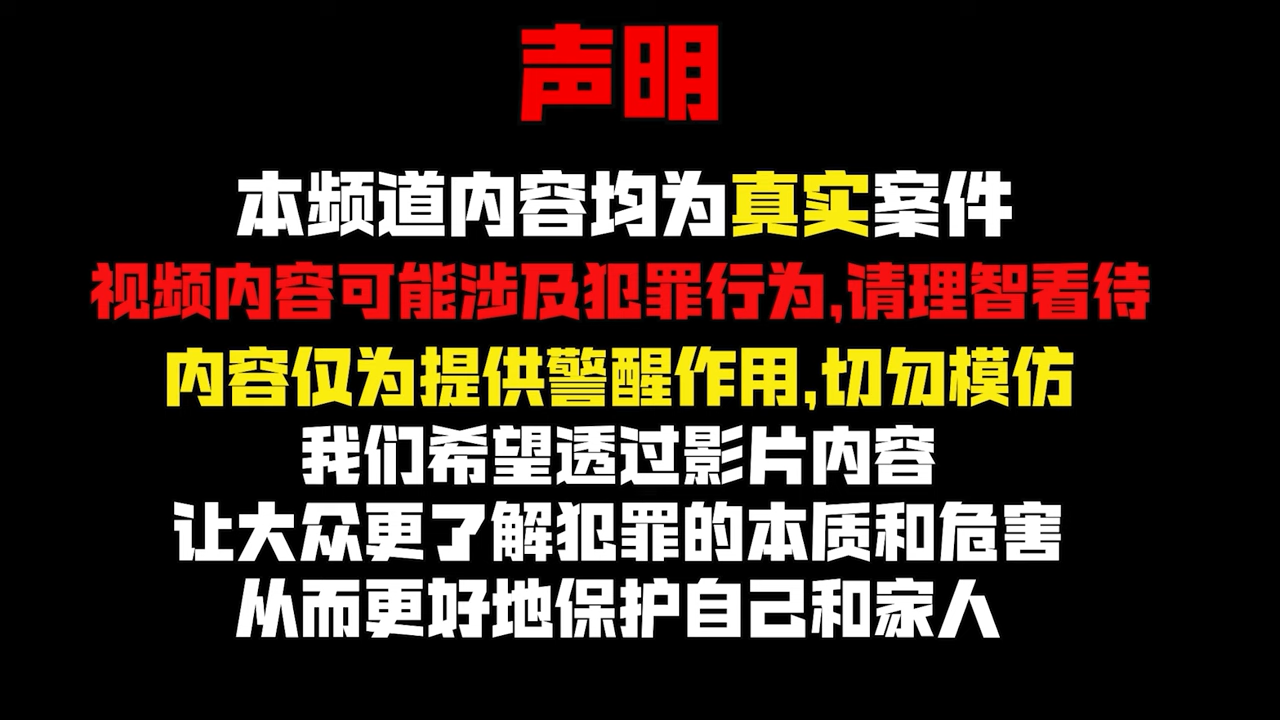 声明
本频道内容均为真实案件
视频内容可能涉及犯罪行为,请理智看待
内容仅为提供警醒作用,切勿模仿
我们希望透过影片内容
让大众更了解犯罪的本质和危害
从而更好地保护自己和家人